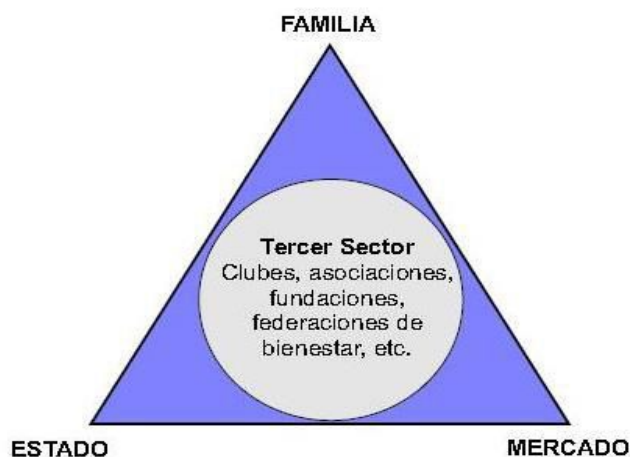 FAMILIA
Tercer Sector
Clubes, asociaciones,
fundaciones,
federaciones de
bienestar, etc.
ESTADO
MERCADO